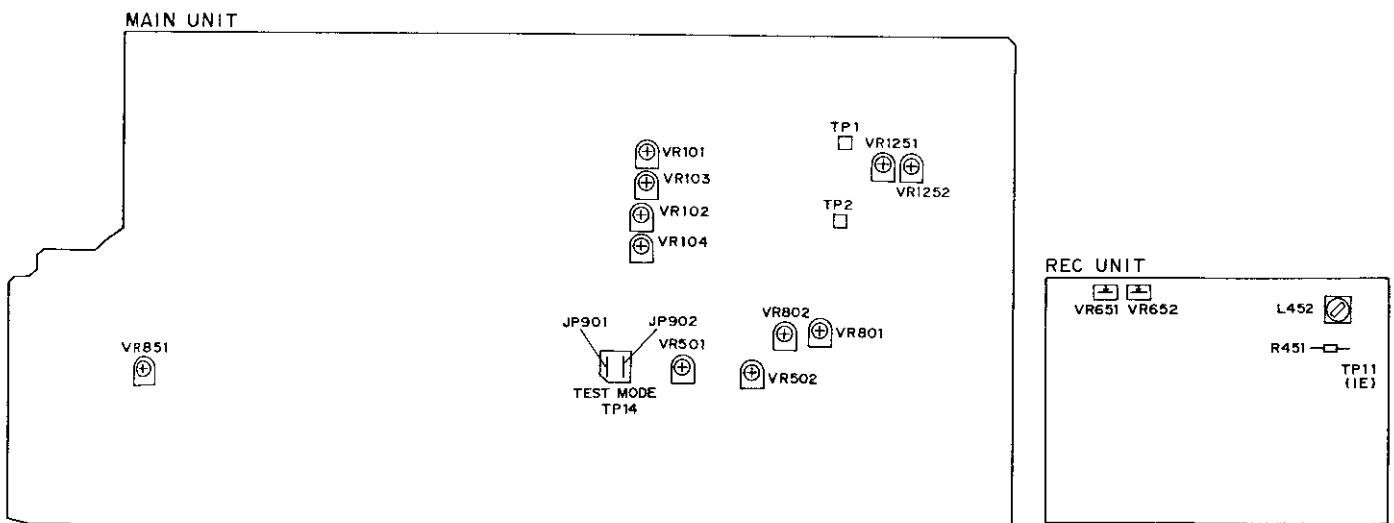 MAIN UNIT
VR101
VR103
VR102
VR104
TP1
VR1251
VR1252
TP2
VR802
VR801
JP901
JP902
VR501
VR502
TEST MODE
TP14
VR851
REC UNIT
VR651 VR652
L452
R451
TP11
(IE)